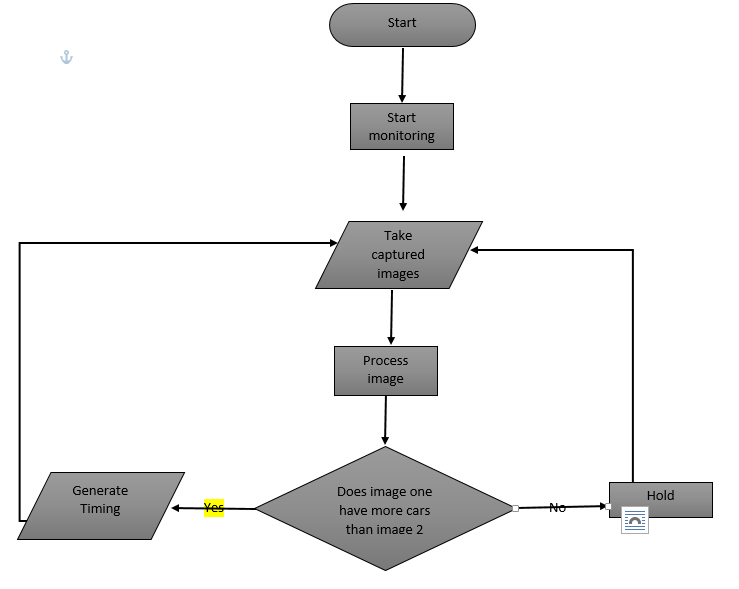 Start
Start
monitoring
Take
captured
images
Process
image
Generate
Timing
Yes
Does image one
have more cars
than image 2
No
Hold